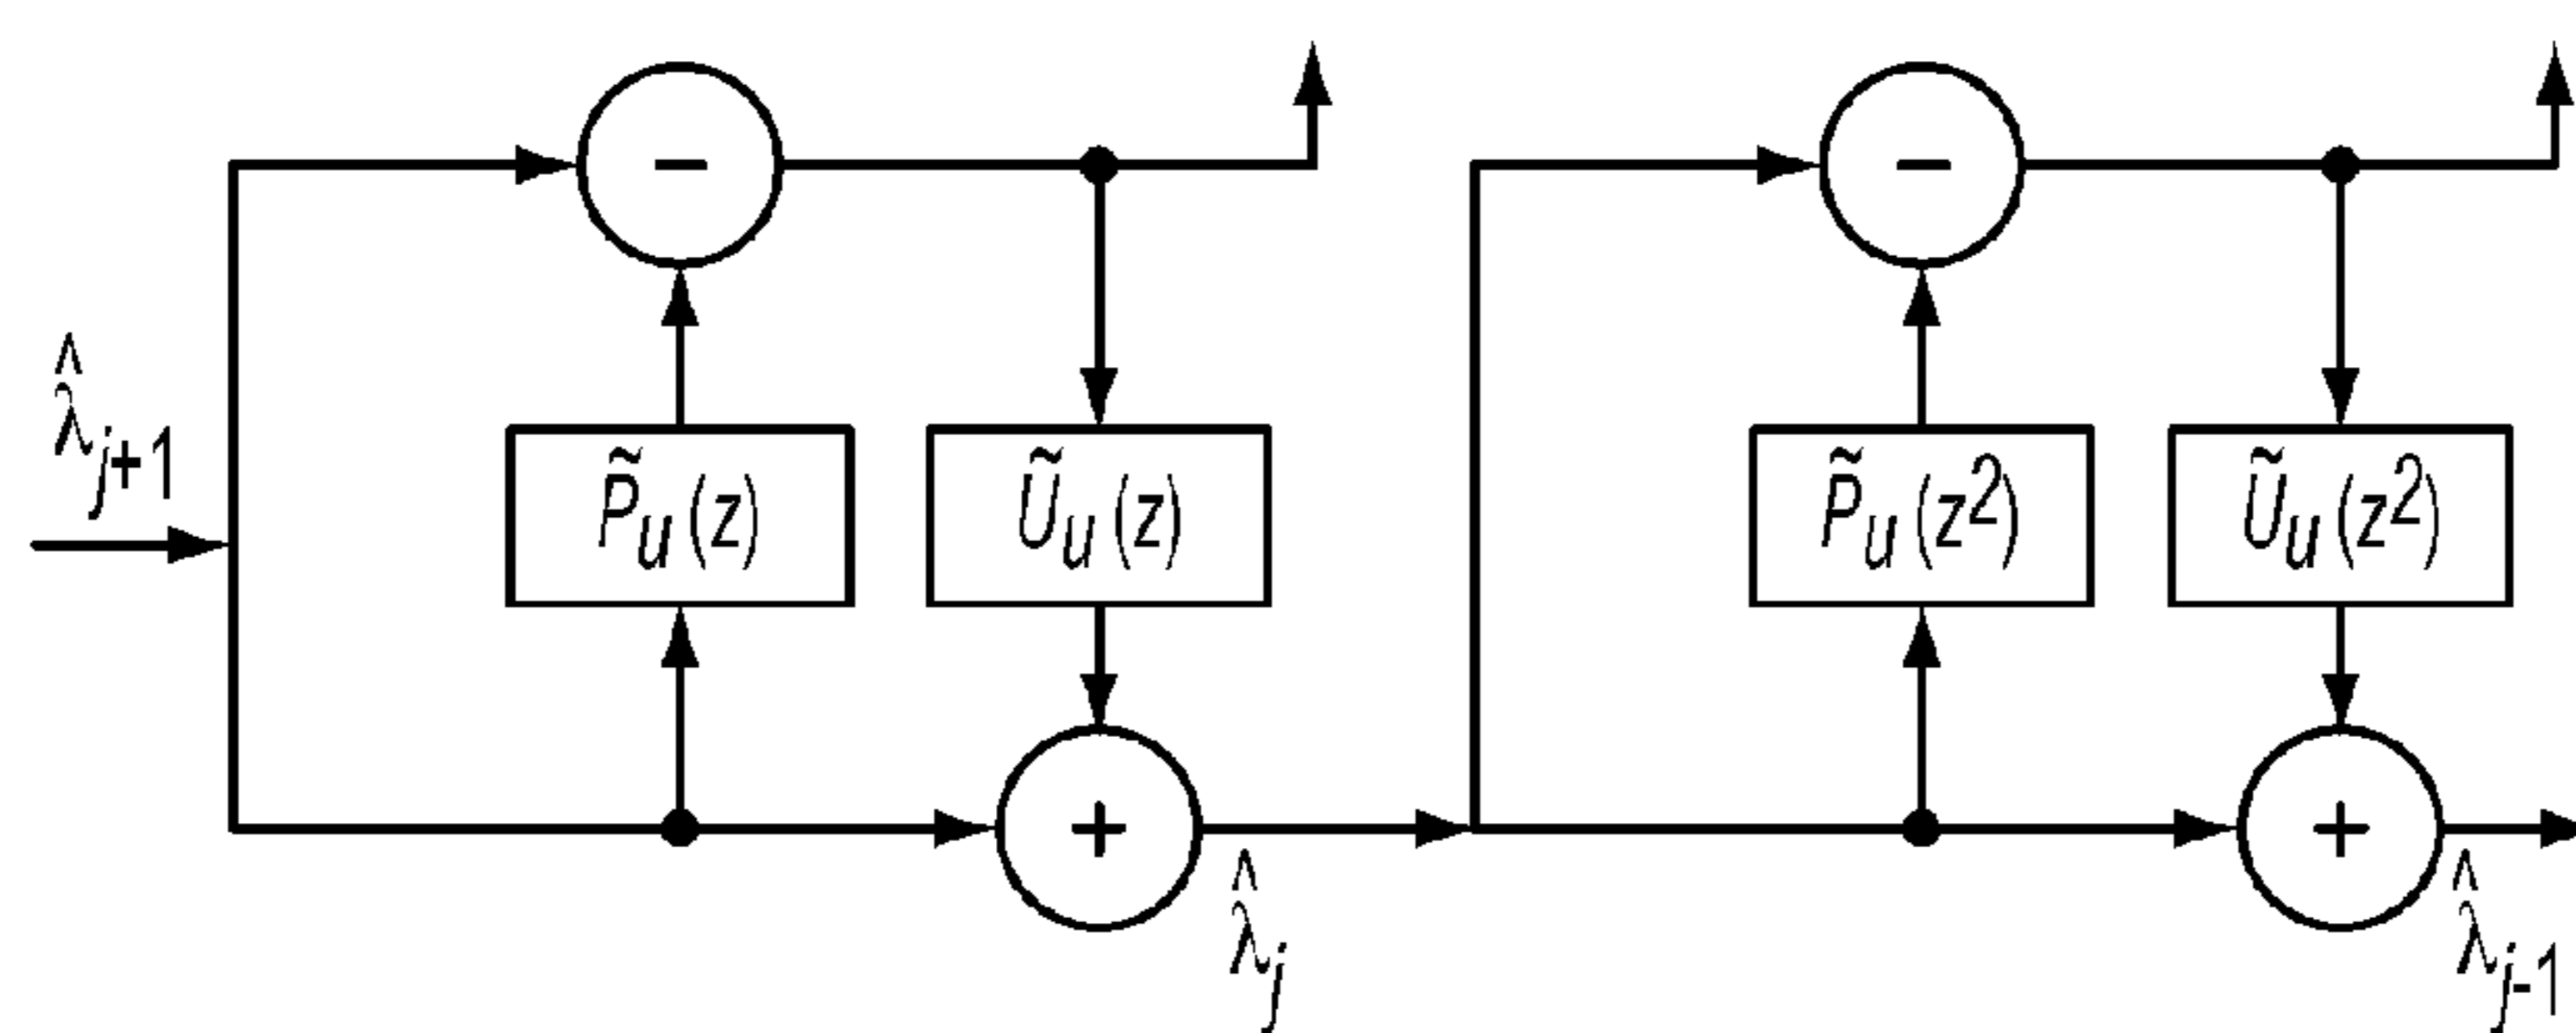 −
−
λ̂j+1
P̃u(z)
Ũu(z)
P̃u(z²)
Ũu(z²)
+
+
λ̂j
λ̂j-1